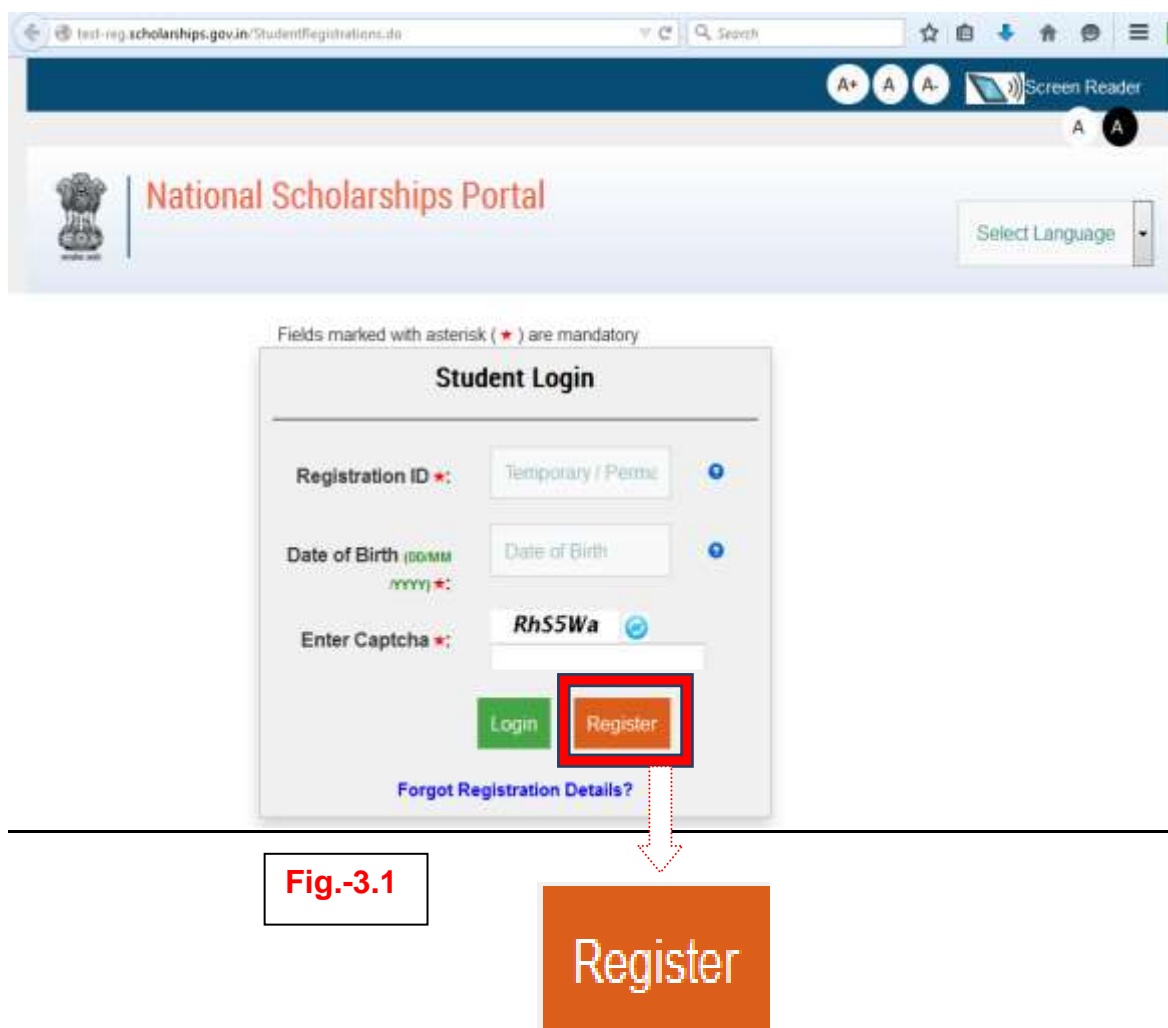 test-reg.scholarships.gov.in/StudentRegistrations.do
Search
A+ A A- Screen Reader
A A
National Scholarships Portal
Select Language
Fields marked with asterisk ( ★ ) are mandatory
Student Login
Registration ID ★:
Temporary / Perma
Date of Birth (DD/MM
/YYYY) ★:
Date of Birth
RhS5Wa
Enter Captcha ★:
Login Register
Forgot Registration Details?
Fig.-3.1
Register